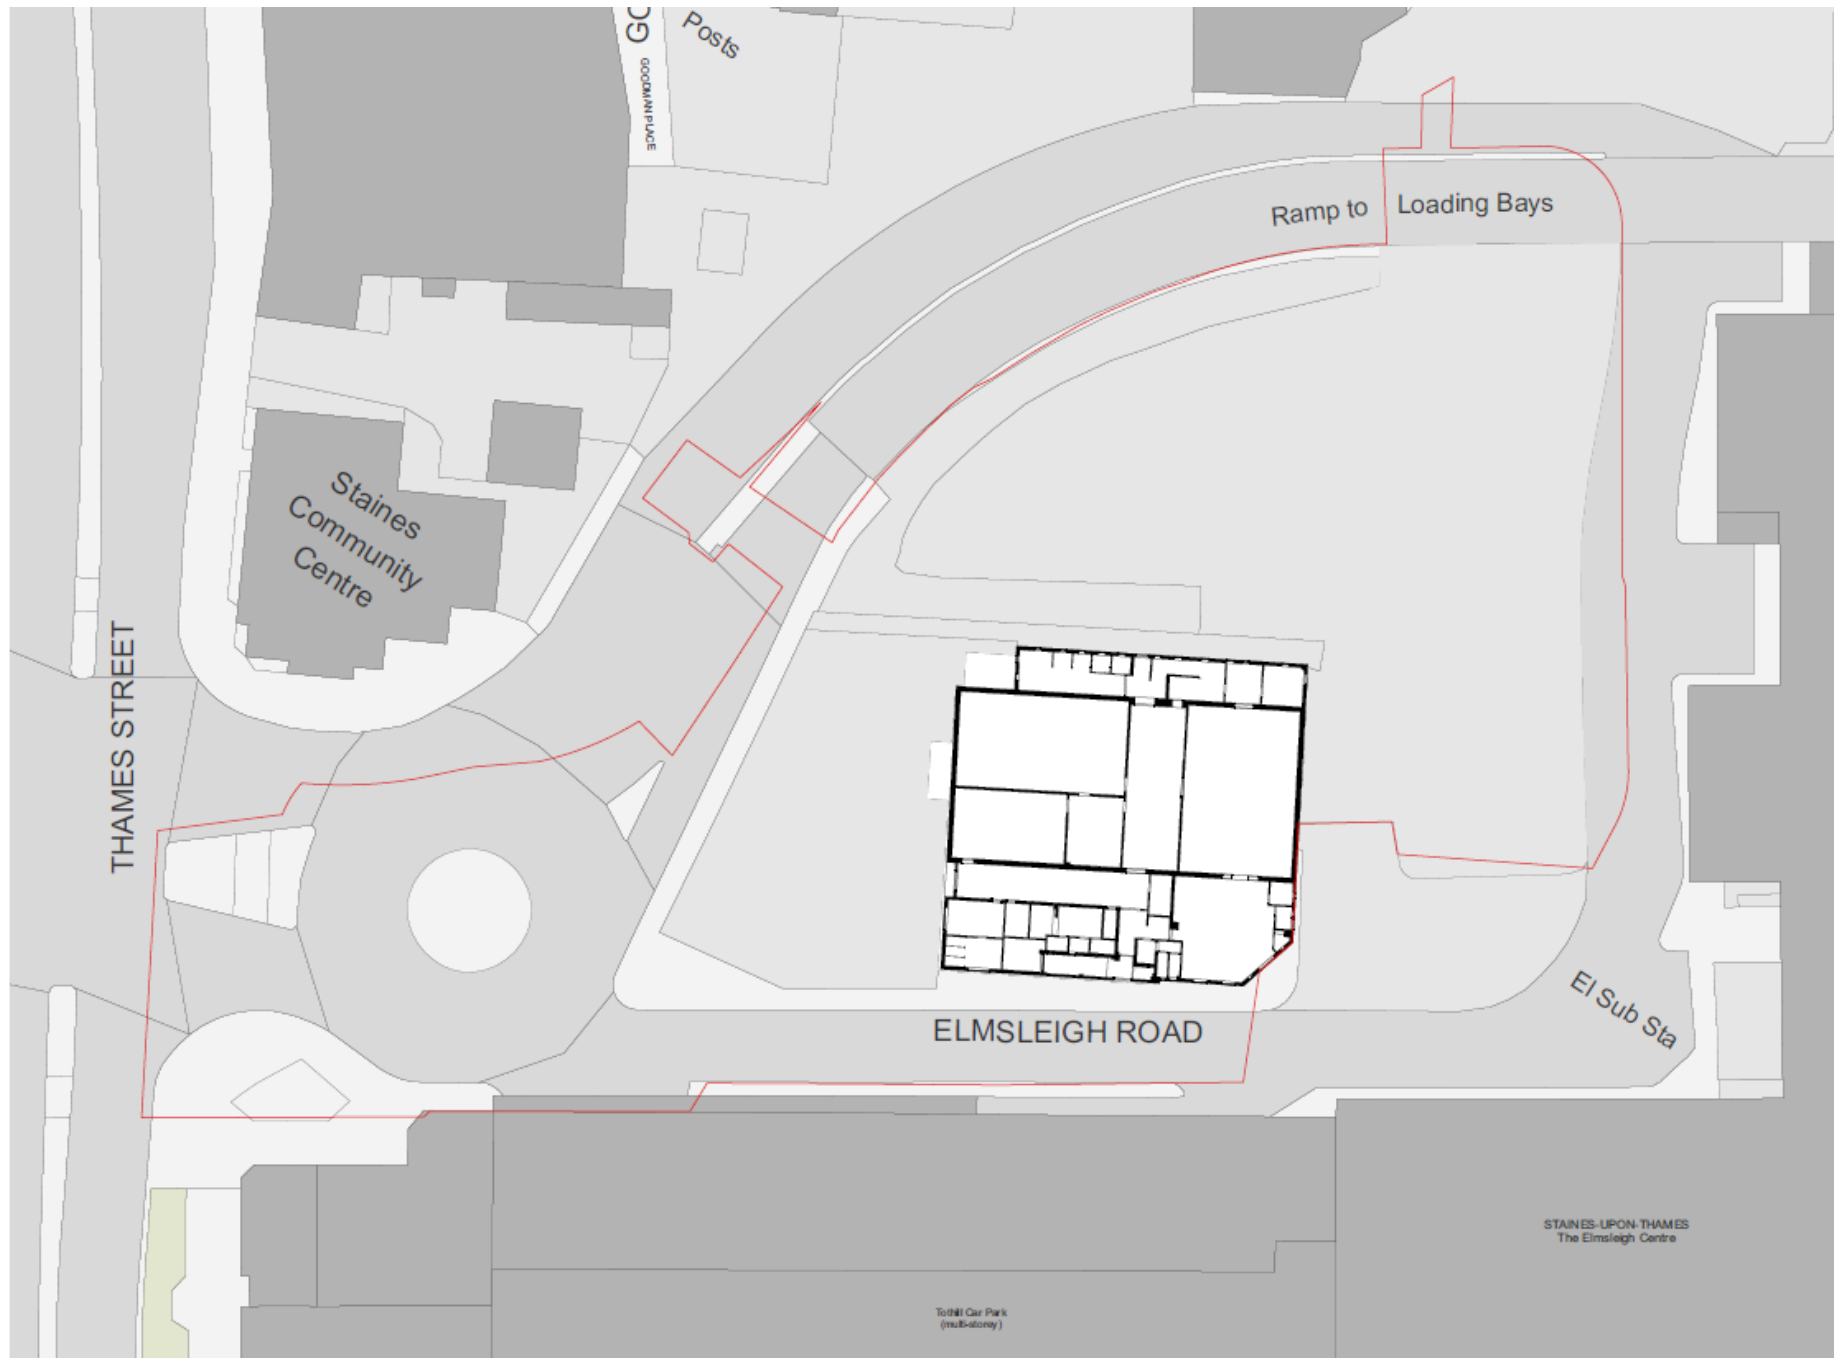 GO
Posts
GOODMAN PLACE
Ramp to
Loading Bays
Staines
Community
Centre
THAMES STREET
ELMSLEIGH ROAD
El Sub Sta
STAINES-UPON-THAMES
The Elmsleigh Centre
Tothill Car Park
(multi-storey)